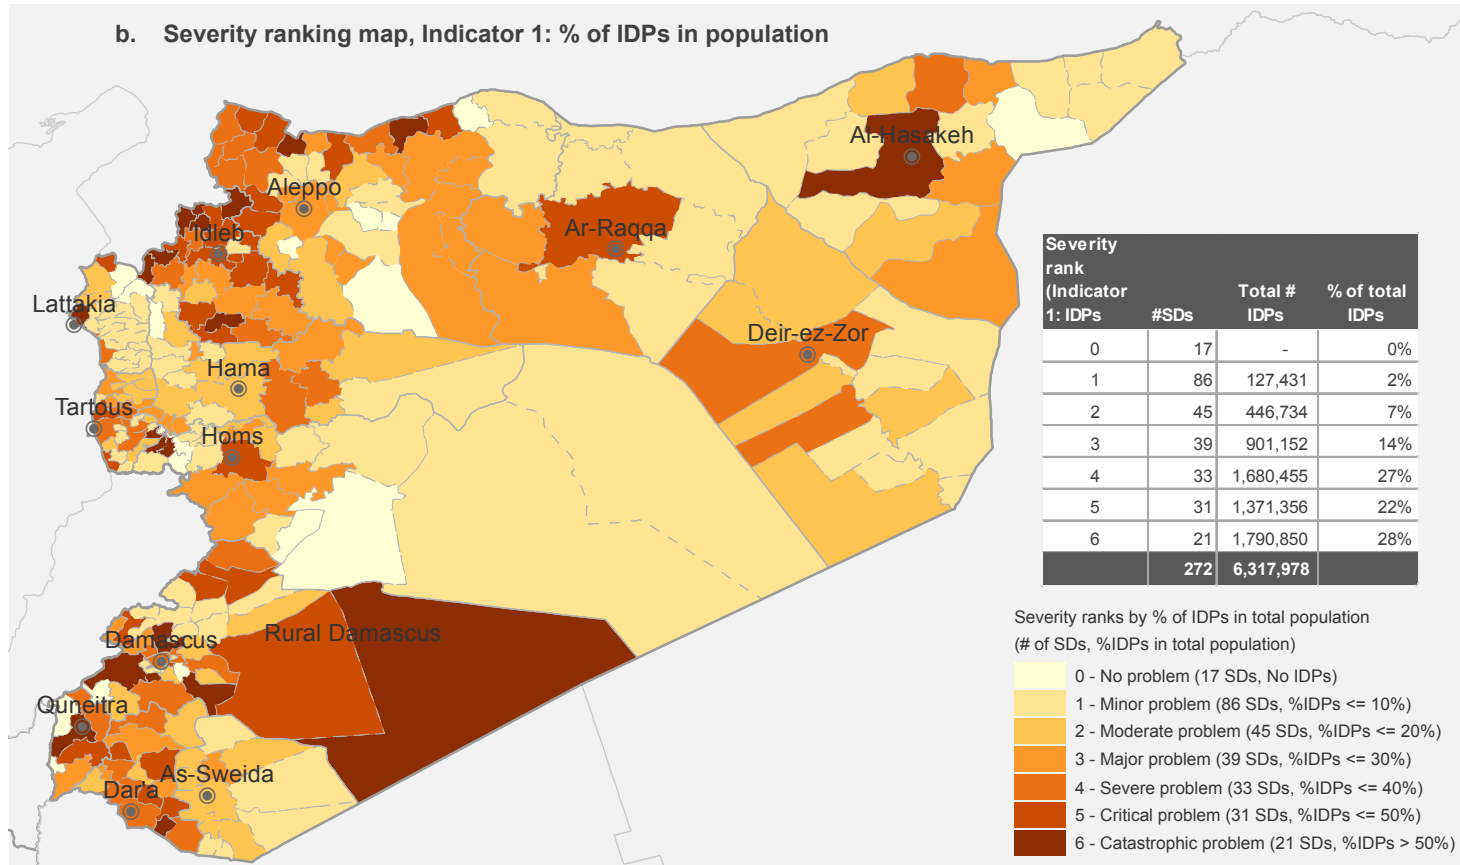 b. Severity ranking map, Indicator 1: % of IDPs in population
Al-Hasakeh
Aleppo
Idleb
Ar-Raqqa
Lattakia
Deir-ez-Zor
Hama
Tartous
Homs
Rural Damascus
Damascus
Quneitra
As-Sweida
Dar'a
Severity
rank
(Indicator Total # % of total
1: IDPs #SDs IDPs IDPs
0 17 - 0%
1 86 127,431 2%
2 45 446,734 7%
3 39 901,152 14%
4 33 1,680,455 27%
5 31 1,371,356 22%
6 21 1,790,850 28%
272 6,317,978
Severity ranks by % of IDPs in total population
(# of SDs, %IDPs in total population)
0 - No problem (17 SDs, No IDPs)
1 - Minor problem (86 SDs, %IDPs <= 10%)
2 - Moderate problem (45 SDs, %IDPs <= 20%)
3 - Major problem (39 SDs, %IDPs <= 30%)
4 - Severe problem (33 SDs, %IDPs <= 40%)
5 - Critical problem (31 SDs, %IDPs <= 50%)
6 - Catastrophic problem (21 SDs, %IDPs > 50%)